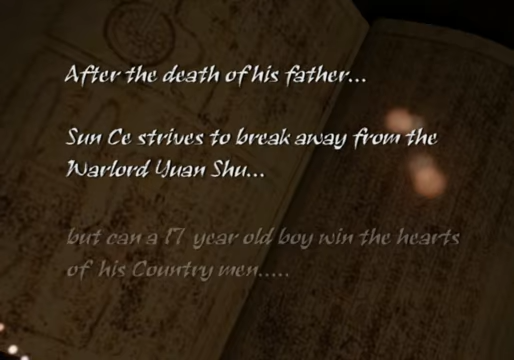 After the death of his father...
Sun Ce strives to break away from the
Warlord Yuan Shu...
but can a 17 year old boy win the hearts
of his Country men.....